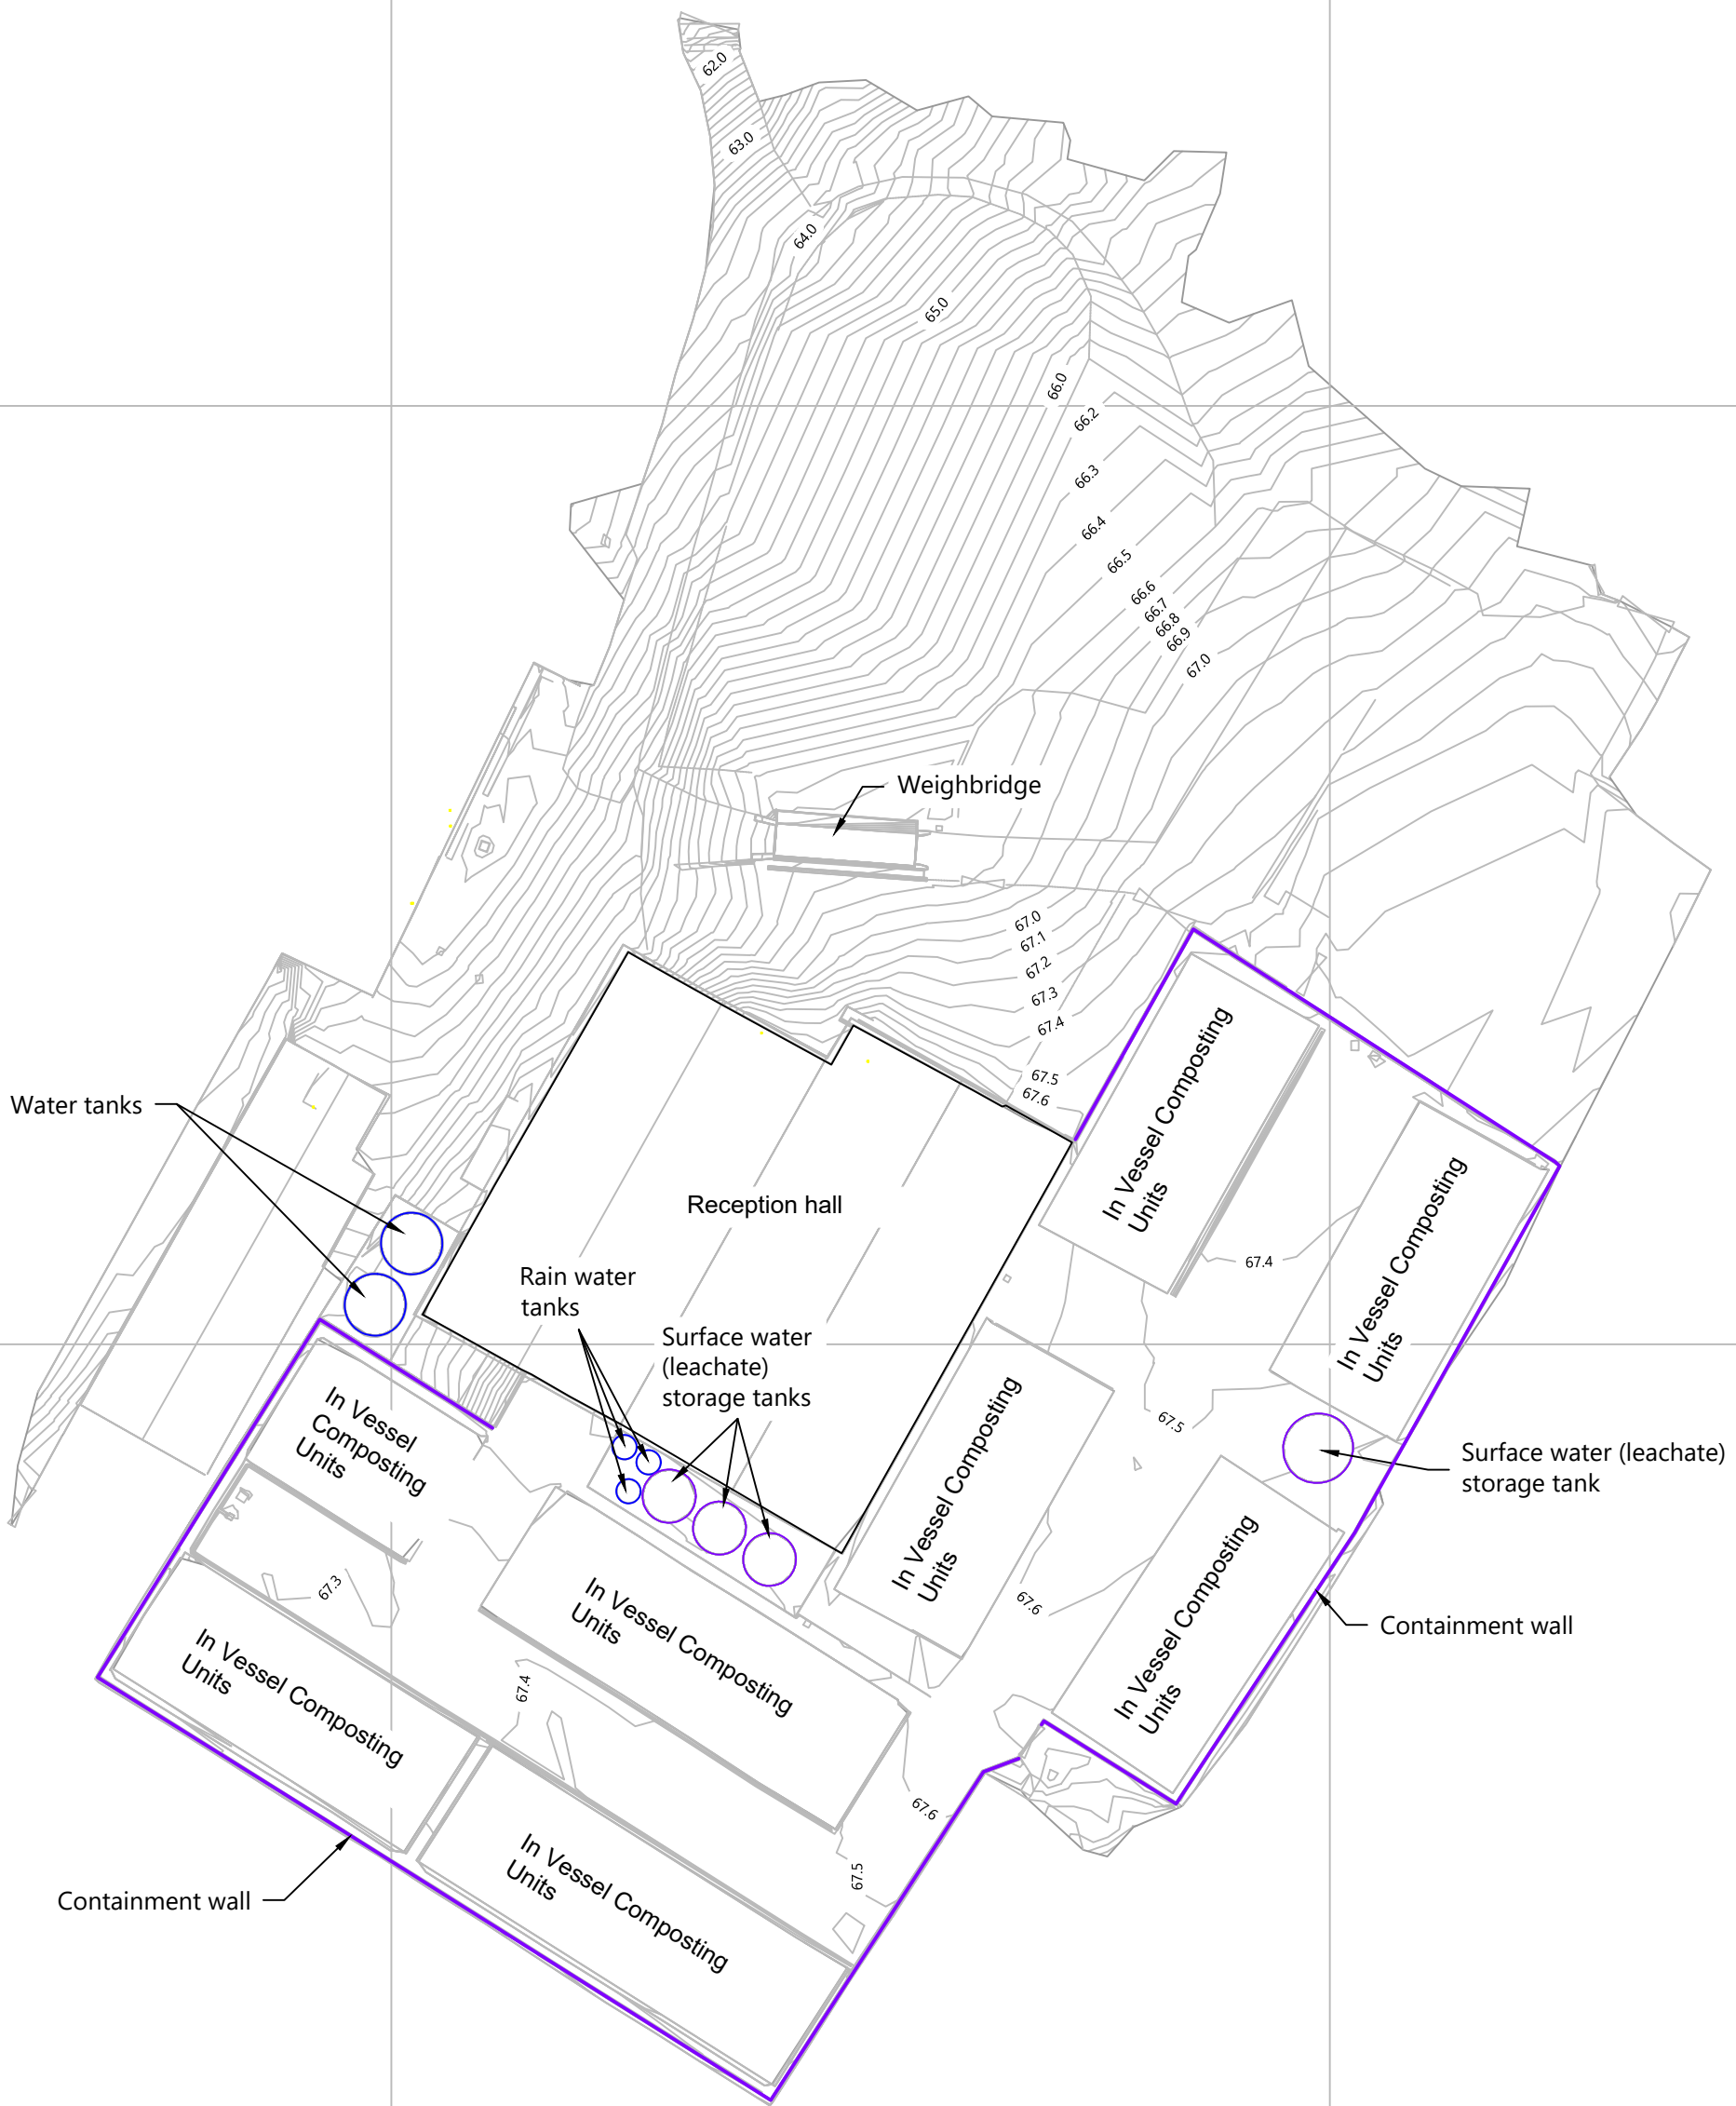 62.0
63.0
64.0
65.0
66.0
66.2
66.3
66.4
66.5
66.6
66.7
66.8
66.9
67.0
Weighbridge
67.0
67.1
67.2
67.3
67.4
67.5
67.6
In Vessel Composting
Units
Water tanks
Reception hall
67.4
In Vessel Composting
Units
Rain water
tanks
Surface water
(leachate)
storage tanks
In Vessel
Composting
Units
In Vessel Composting
Units
67.5
Surface water (leachate)
storage tank
In Vessel Composting
Units
67.3
In Vessel Composting
Units
67.6
Containment wall
In Vessel Composting
Units
67.4
67.6
In Vessel Composting
Units
67.5
Containment wall